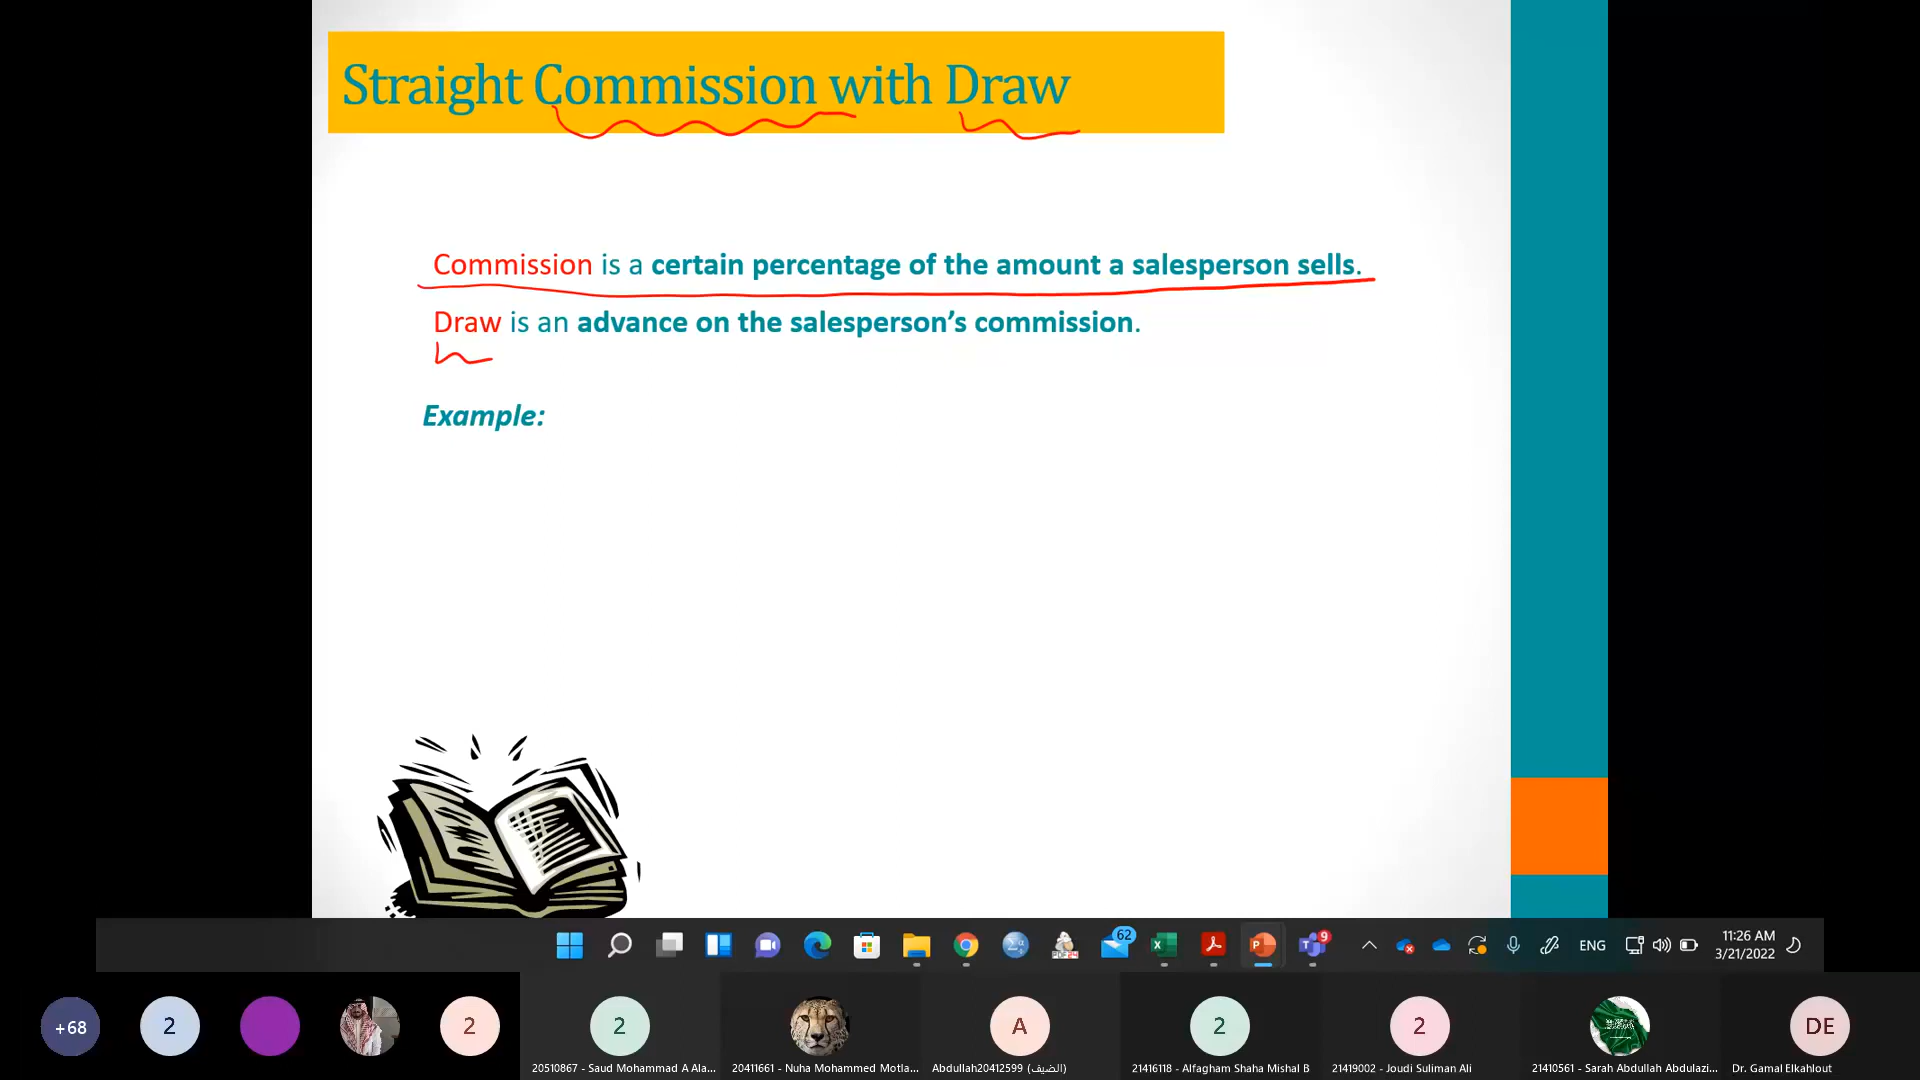 Straight Commission with Draw
Commission is a certain percentage of the amount a salesperson sells.
Draw is an advance on the salesperson’s commission.
Example:
62
9
ENG
11:26 AM
3/21/2022
+68
2
2
2
A
2
2
DE
20510867 - Saud Mohammad A Ala...
20411661 - Nuha Mohammed Motla...
Abdullah20412599 (الضيف)
21416118 - Alfagham Shaha Mishal B
21419002 - Joudi Suliman Ali
21410561 - Sarah Abdullah Abdulazi...
Dr. Gamal Elkahlout